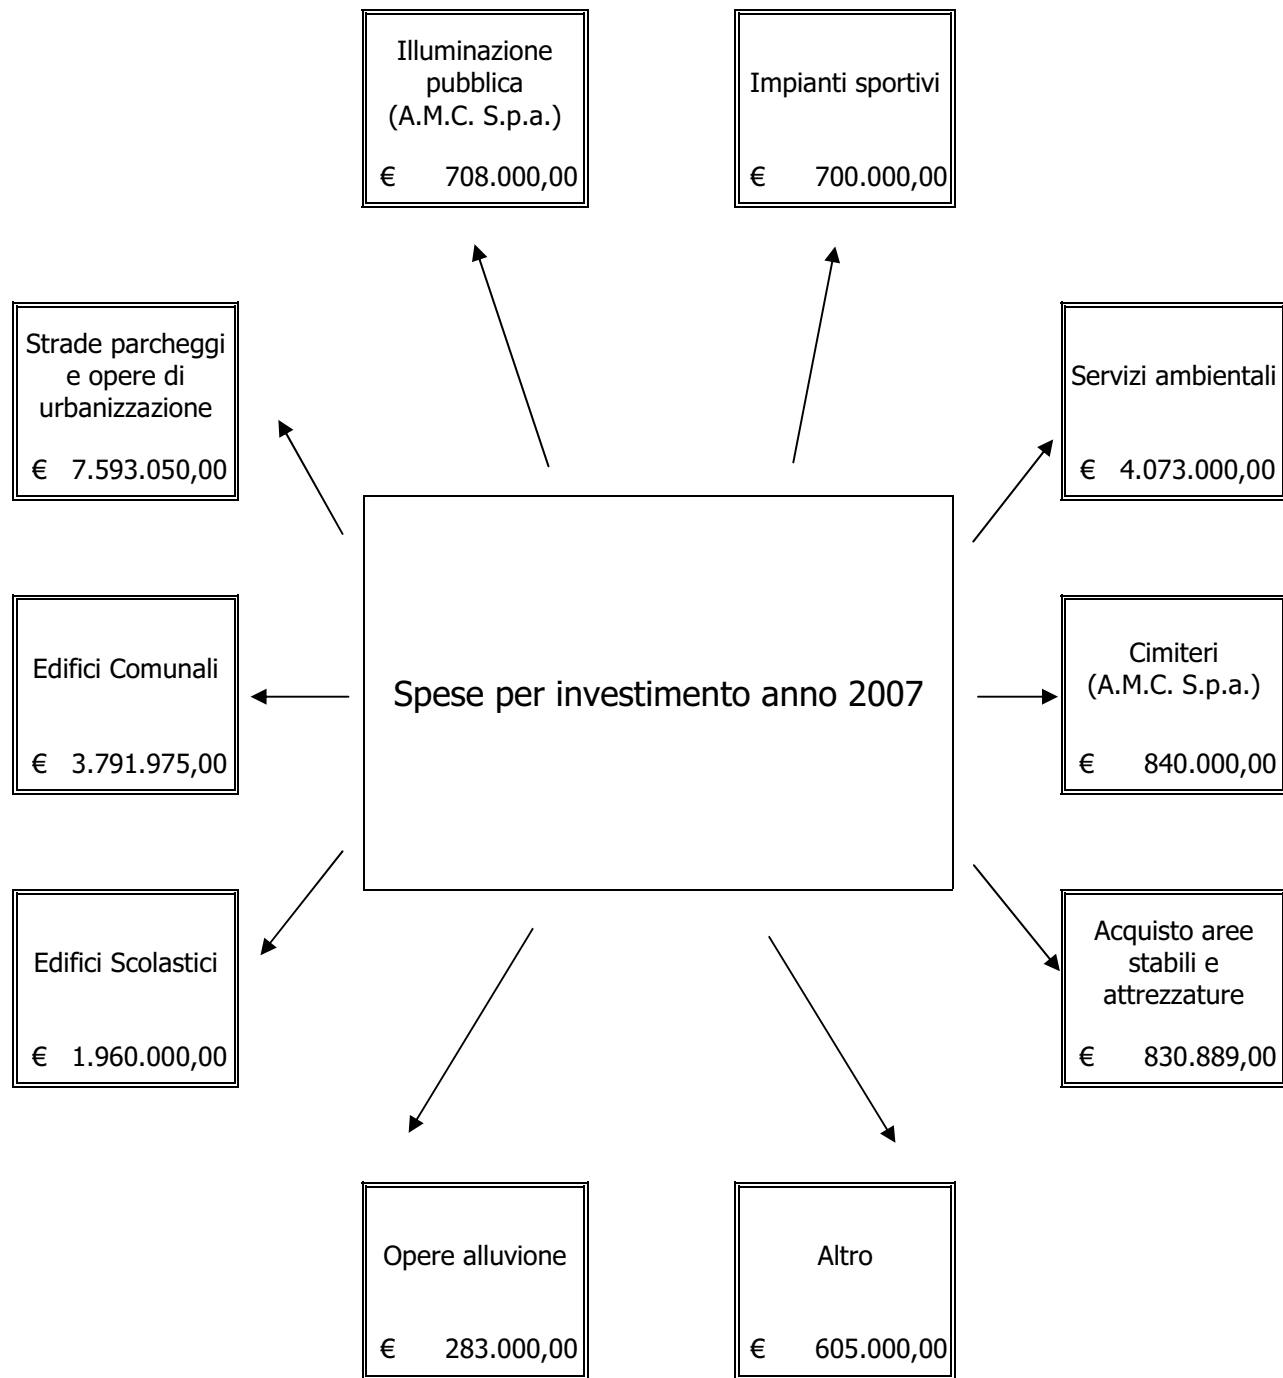 Illuminazione
pubblica
(A.M.C. S.p.a.)
€ 708.000,00
Impianti sportivi
€ 700.000,00
Strade parcheggi
e opere di
urbanizzazione
€ 7.593.050,00
Servizi ambientali
€ 4.073.000,00
Edifici Comunali
€ 3.791.975,00
Spese per investimento anno 2007
Cimiteri
(A.M.C. S.p.a.)
€ 840.000,00
Edifici Scolastici
€ 1.960.000,00
Acquisto aree
stabili e
attrezzature
€ 830.889,00
Opere alluvione
€ 283.000,00
Altro
€ 605.000,00